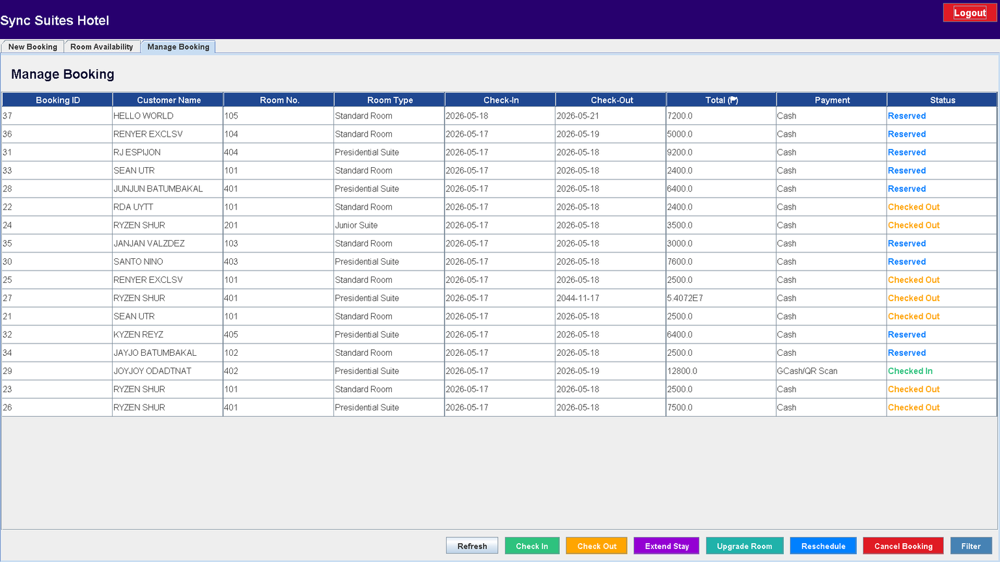 Sync Suites Hotel
Logout
New Booking Room Availability Manage Booking
Manage Booking
Booking ID Customer Name Room No. Room Type Check-In Check-Out Total (₱) Payment Status
37 HELLO WORLD 105 Standard Room 2026-05-18 2026-05-21 7200.0 Cash Reserved
36 RENYER EXCLSV 104 Standard Room 2026-05-17 2026-05-19 5000.0 Cash Reserved
31 RJ ESPIJON 404 Presidential Suite 2026-05-17 2026-05-18 9200.0 Cash Reserved
33 SEAN UTR 101 Standard Room 2026-05-17 2026-05-18 2400.0 Cash Reserved
28 JUNJUN BATUMBAKAL 401 Presidential Suite 2026-05-17 2026-05-18 6400.0 Cash Reserved
22 RDA UYTT 101 Standard Room 2026-05-17 2026-05-18 2400.0 Cash Checked Out
24 RYZEN SHUR 201 Junior Suite 2026-05-17 2026-05-18 3500.0 Cash Checked Out
35 JANJAN VALZDEZ 103 Standard Room 2026-05-17 2026-05-18 3000.0 Cash Reserved
30 SANTO NINO 403 Presidential Suite 2026-05-17 2026-05-18 7600.0 Cash Reserved
25 RENYER EXCLSV 101 Standard Room 2026-05-17 2026-05-18 2500.0 Cash Checked Out
27 RYZEN SHUR 401 Presidential Suite 2026-05-17 2044-11-17 5.4072E7 Cash Checked Out
21 SEAN UTR 101 Standard Room 2026-05-17 2026-05-18 2500.0 Cash Checked Out
32 KYZEN REYZ 405 Presidential Suite 2026-05-17 2026-05-18 6400.0 Cash Reserved
34 JAYJO BATUMBAKAL 102 Standard Room 2026-05-17 2026-05-18 2500.0 Cash Reserved
29 JOYJOY ODADTNAT 402 Presidential Suite 2026-05-17 2026-05-19 12800.0 GCash/QR Scan Checked In
23 RYZEN SHUR 101 Standard Room 2026-05-17 2026-05-18 2500.0 Cash Checked Out
26 RYZEN SHUR 401 Presidential Suite 2026-05-17 2026-05-18 7500.0 Cash Checked Out
Refresh Check In Check Out Extend Stay Upgrade Room Reschedule Cancel Booking Filter